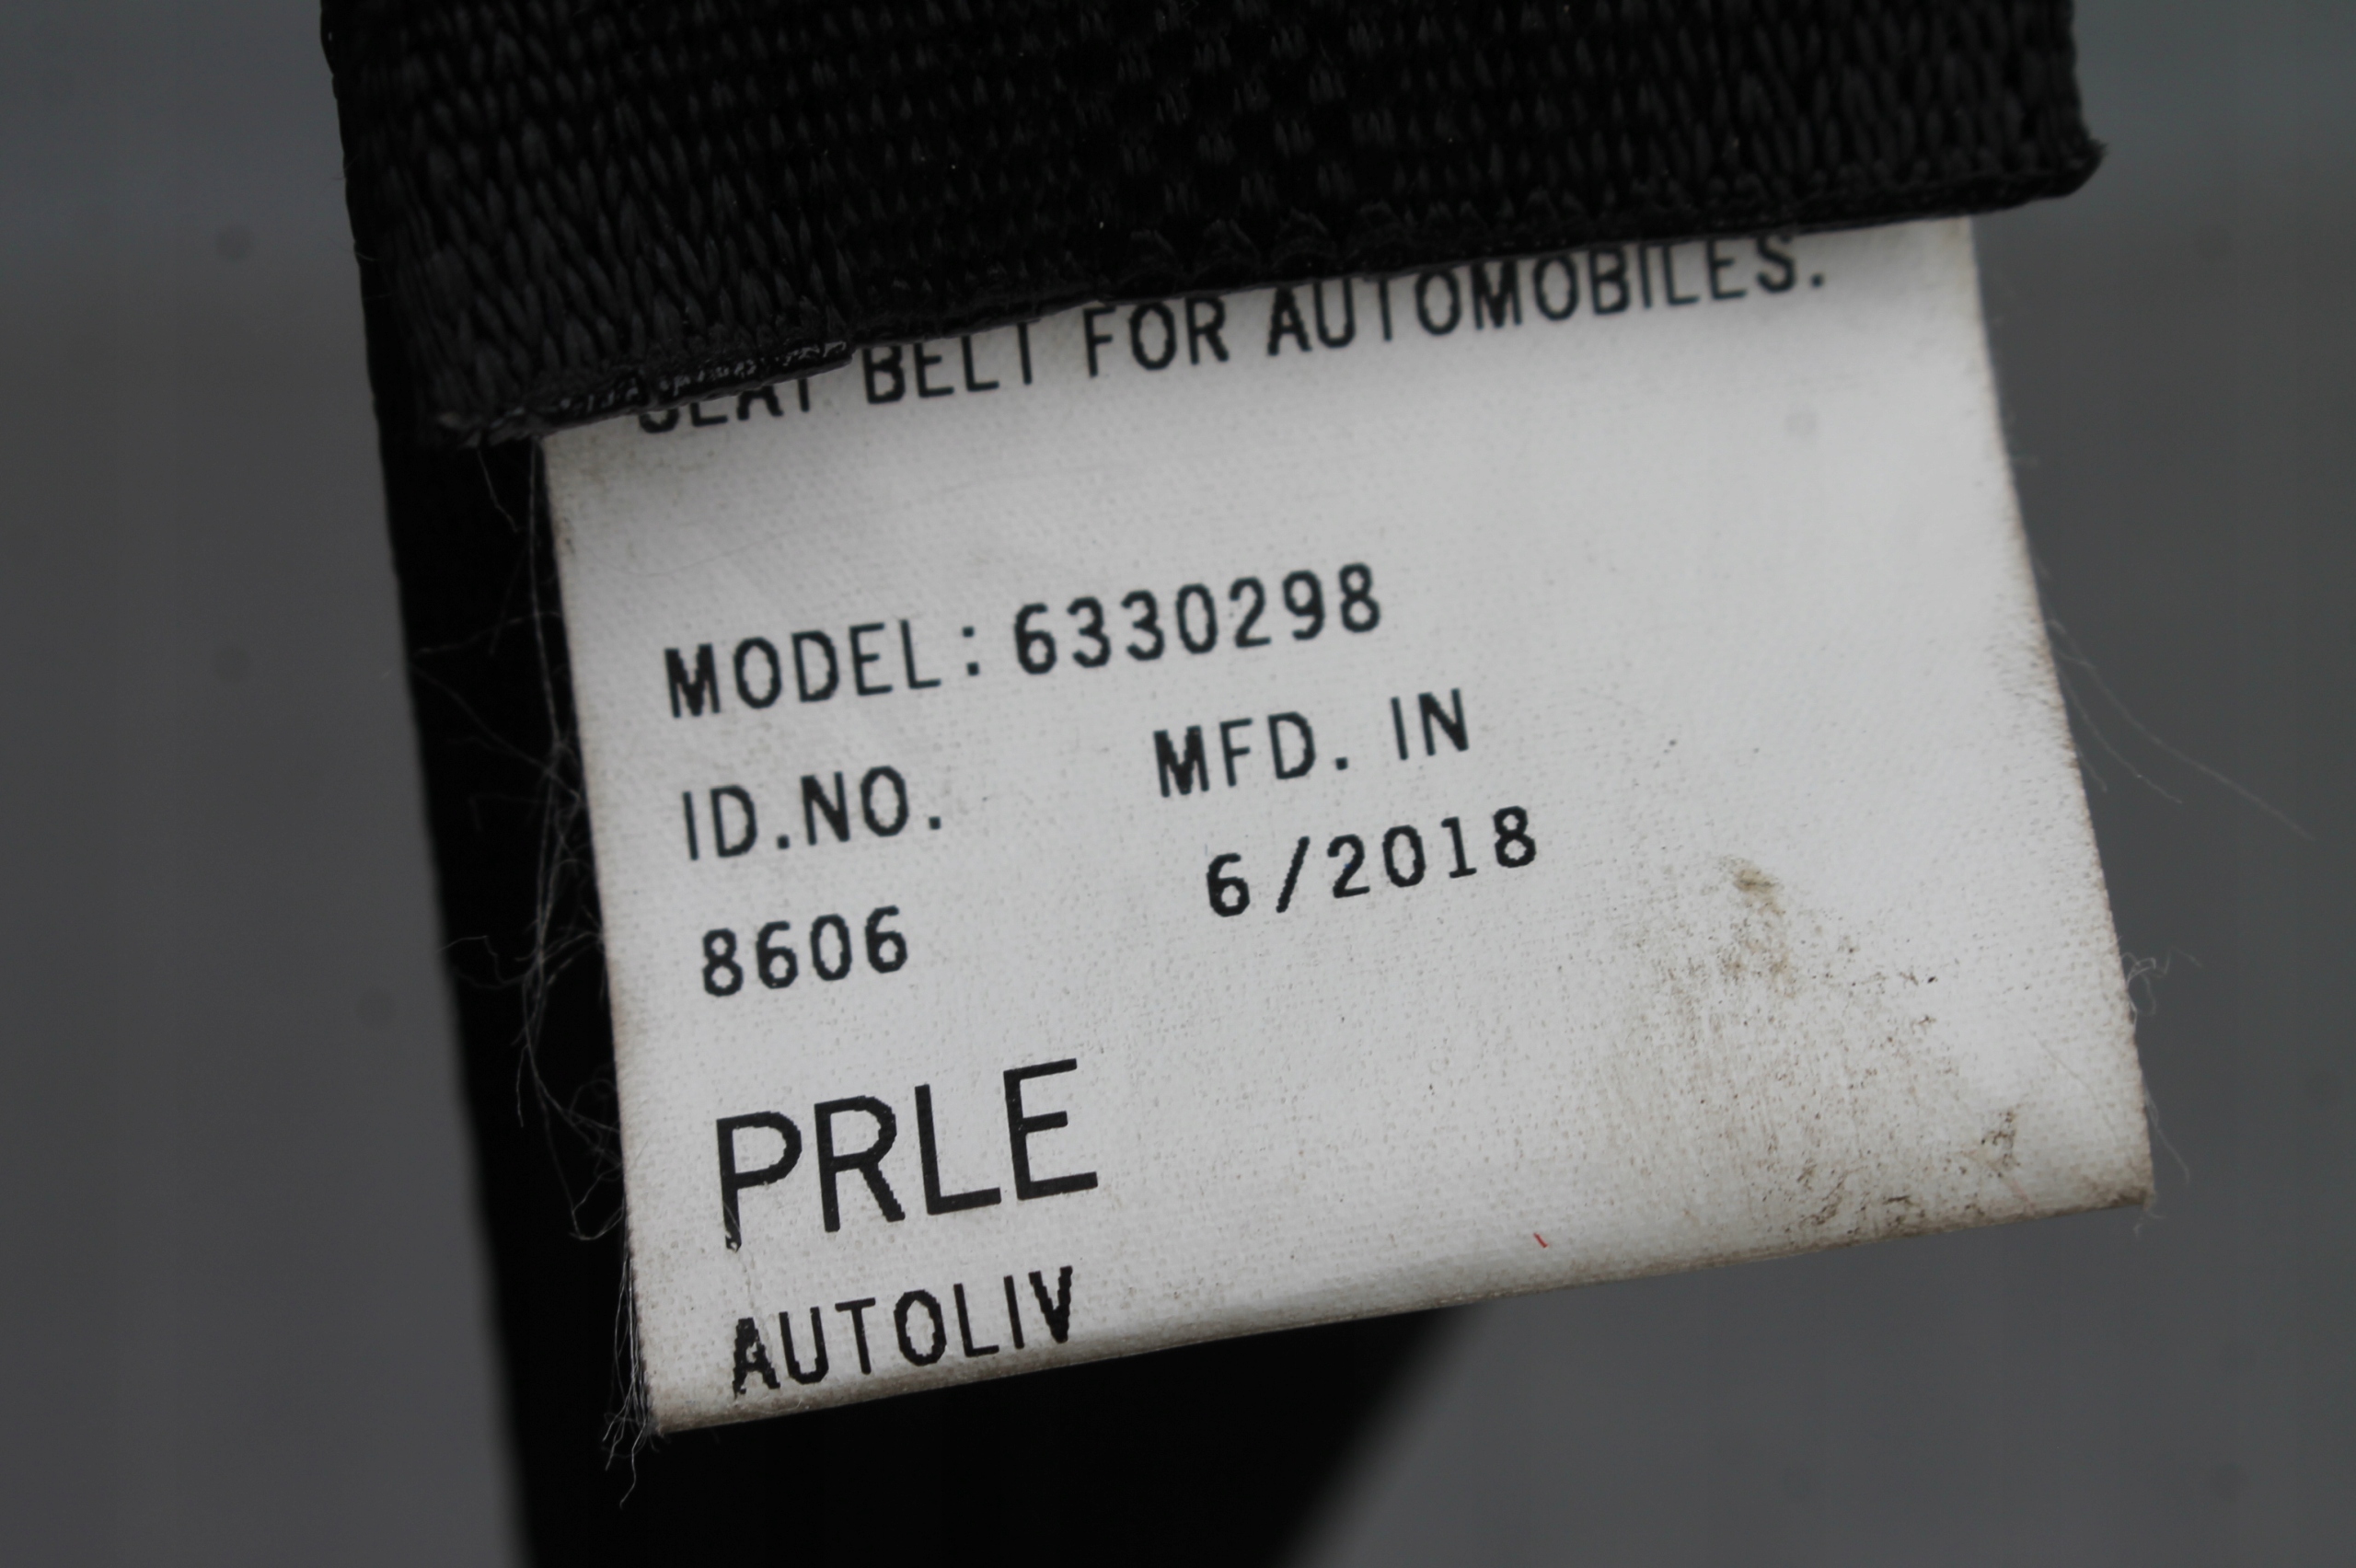 SEAT BELT FOR AUTOMOBILES.
MODEL: 6330298
ID.NO. MFD. IN
8606 6/2018
PRLE
AUTOLIV